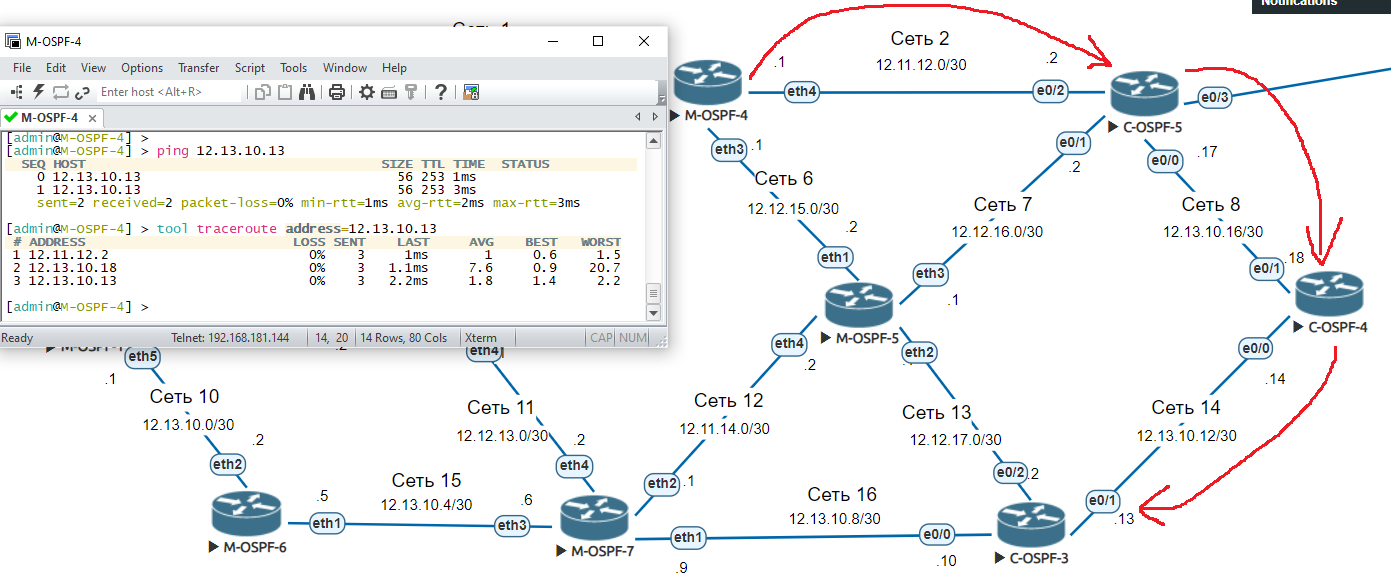 Notifications
M-OSPF-4
File Edit View Options Transfer Script Tools Window Help
Enter host <Alt+R>
M-OSPF-4
[admin@M-OSPF-4] >
[admin@M-OSPF-4] > ping 12.13.10.13
SEQ HOST SIZE TTL TIME STATUS
0 12.13.10.13 56 253 1ms
1 12.13.10.13 56 253 3ms
sent=2 received=2 packet-loss=0% min-rtt=1ms avg-rtt=2ms max-rtt=3ms
[admin@M-OSPF-4] > tool traceroute address=12.13.10.13
# ADDRESS LOSS SENT LAST AVG BEST WORST
1 12.11.12.2 0% 3 1ms 1 0.6 1.5
2 12.13.10.18 0% 3 1.1ms 7.6 0.9 20.7
3 12.13.10.13 0% 3 2.2ms 1.8 1.4 2.2
[admin@M-OSPF-4] >
Ready Telnet: 192.168.181.144 14, 20 14 Rows, 80 Cols Xterm CAP NUM
Сеть 2
12.11.12.0/30
.1
.2
eth4
e0/2
e0/3
M-OSPF-4
C-OSPF-5
eth3
.1
e0/1
.2
e0/0
.17
Сеть 6
12.12.15.0/30
Сеть 7
12.12.16.0/30
Сеть 8
12.13.10.16/30
.2
eth1
eth3
.1
e0/1
.18
M-OSPF-5
C-OSPF-4
eth4
.2
eth2
e0/0
.14
eth5
.1
eth4
Сеть 10
12.13.10.0/30
Сеть 11
12.12.13.0/30
Сеть 12
12.11.14.0/30
Сеть 13
12.12.17.0/30
Сеть 14
12.13.10.12/30
.2
eth2
.2
eth4
eth2
.1
e0/2
.2
e0/1
.13
Сеть 15
12.13.10.4/30
.5
.6
eth1
eth3
Сеть 16
12.13.10.8/30
eth1
.9
e0/0
.10
M-OSPF-6
M-OSPF-7
C-OSPF-3